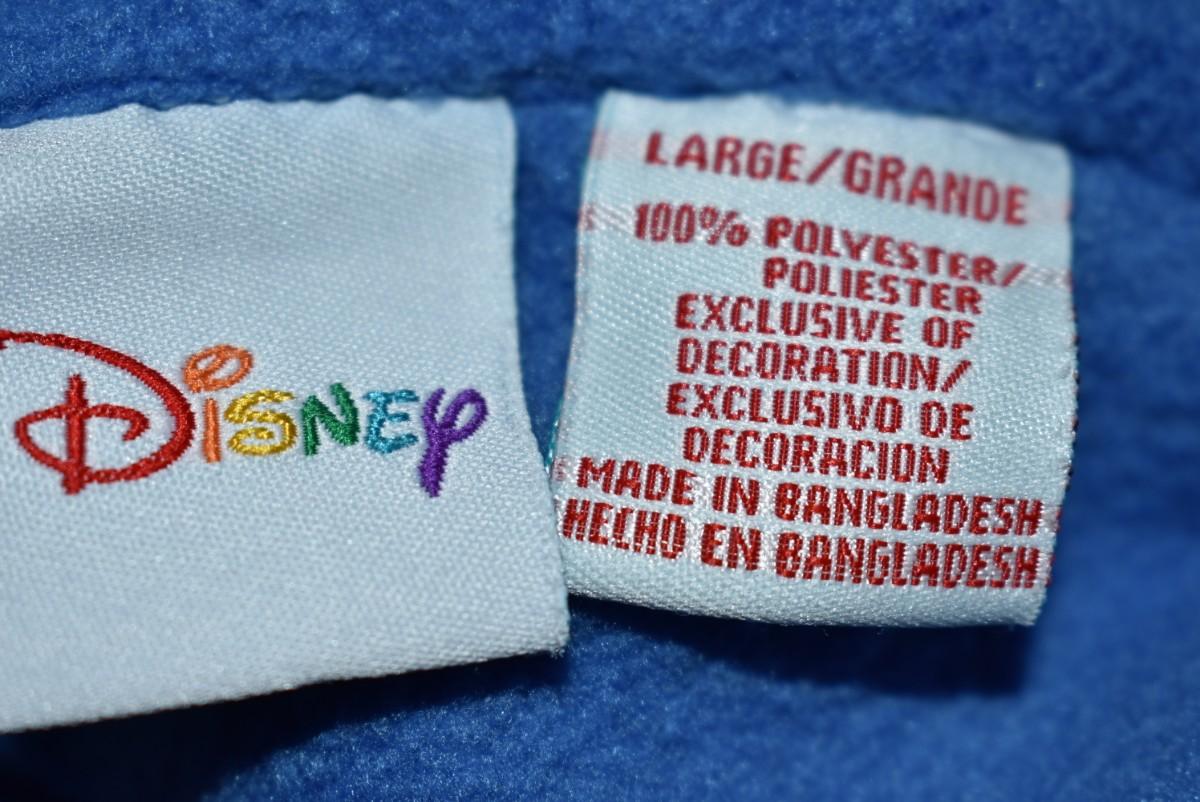 Disney
LARGE/GRANDE
100% POLYESTER/
POLIESTER
EXCLUSIVE OF
DECORATION/
EXCLUSIVO DE
DECORACION
MADE IN BANGLADESH
HECHO EN BANGLADESH